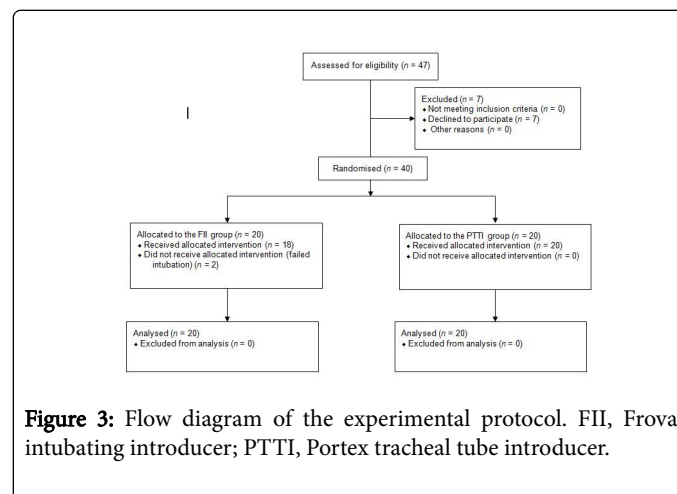 Assessed for eligibility (n = 47)
Excluded (n = 7)
♦ Not meeting inclusion criteria (n = 0)
♦ Declined to participate (n = 7)
♦ Other reasons (n = 0)
Randomised (n = 40)
Allocated to the FII group (n = 20)
♦ Received allocated intervention (n = 18)
♦ Did not receive allocated intervention (failed
intubation) (n = 2)
Allocated to the PTTI group (n = 20)
♦ Received allocated intervention (n = 20)
♦ Did not receive allocated intervention (n = 0)
Analysed (n = 20)
♦ Excluded from analysis (n = 0)
Analysed (n = 20)
♦ Excluded from analysis (n = 0)
Figure 3: Flow diagram of the experimental protocol. FII, Frova
intubating introducer; PTTI, Portex tracheal tube introducer.